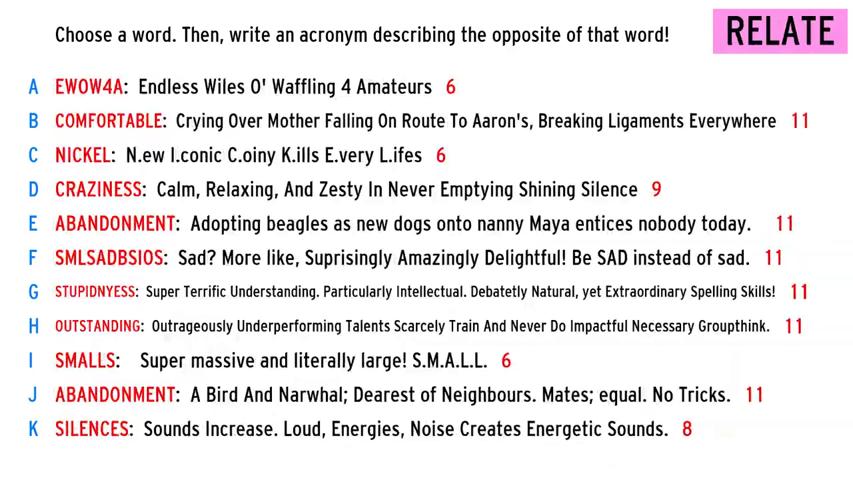 Choose a word. Then, write an acronym describing the opposite of that word!
RELATE
A EWOW4A: Endless Wiles O' Waffling 4 Amateurs 6
B COMFORTABLE: Crying Over Mother Falling On Route To Aaron's, Breaking Ligaments Everywhere 11
C NICKEL: N.ew I.conic C.oiny K.ills E.very L.ifes 6
D CRAZINESS: Calm, Relaxing, And Zesty In Never Emptying Shining Silence 9
E ABANDONMENT: Adopting beagles as new dogs onto nanny Maya entices nobody today. 11
F SMLSADBSIOS: Sad? More like, Suprisingly Amazingly Delightful! Be SAD instead of sad. 11
G STUPIDNYESS: Super Terrific Understanding. Particularly Intellectual. Debatetly Natural, yet Extraordinary Spelling Skills! 11
H OUTSTANDING: Outrageously Underperforming Talents Scarcely Train And Never Do Impactful Necessary Groupthink. 11
I SMALLS: Super massive and literally large! S.M.A.L.L. 6
J ABANDONMENT: A Bird And Narwhal; Dearest of Neighbours. Mates; equal. No Tricks. 11
K SILENCES: Sounds Increase. Loud, Energies, Noise Creates Energetic Sounds. 8